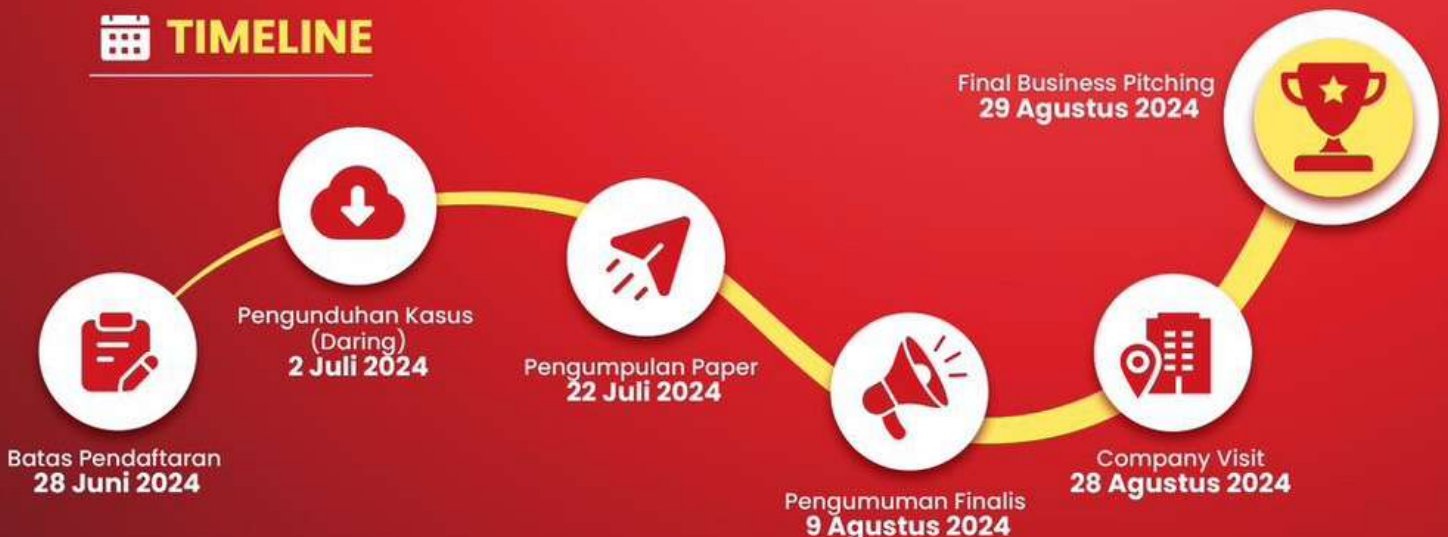 TIMELINE
Batas Pendaftaran
28 Juni 2024
Pengunduhan Kasus
(Daring)
2 Juli 2024
Pengumpulan Paper
22 Juli 2024
Pengumuman Finalis
9 Agustus 2024
Company Visit
28 Agustus 2024
Final Business Pitching
29 Agustus 2024